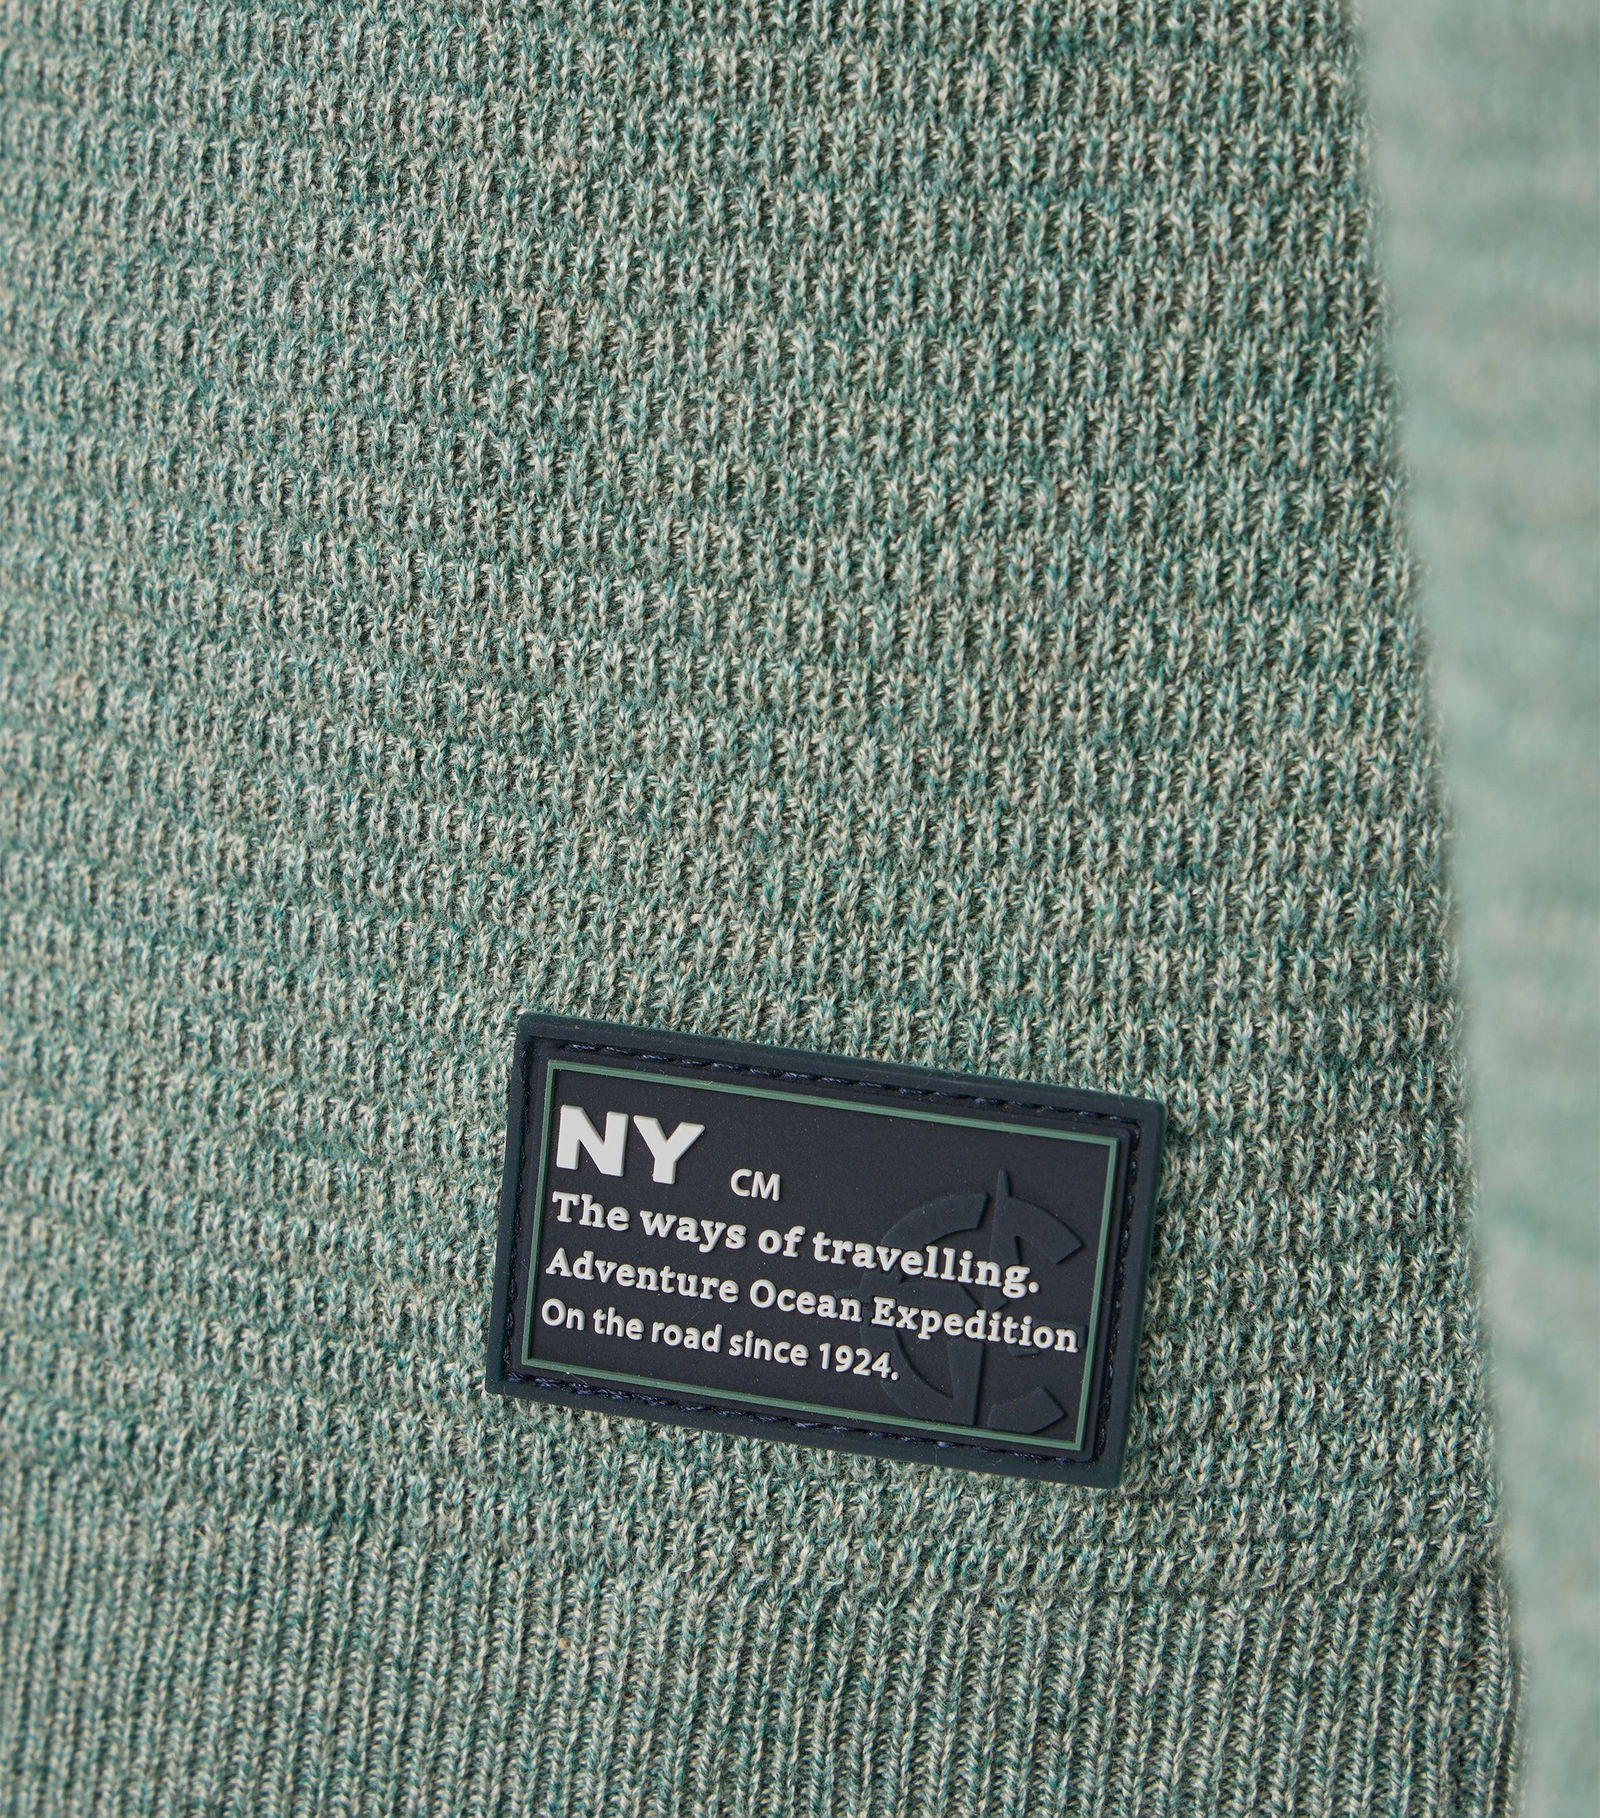 NY CM
The ways of travelling.
Adventure Ocean Expedition
On the road since 1924.